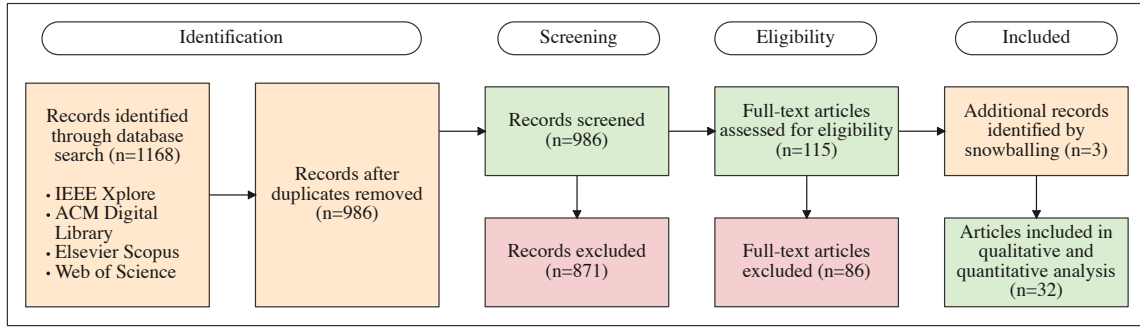 Identification
Screening
Eligibility
Included
Records identified
through database
search (n=1168)
• IEEE Xplore
• ACM Digital
Library
• Elsevier Scopus
• Web of Science
Records after
duplicates removed
(n=986)
Records screened
(n=986)
Records excluded
(n=871)
Full-text articles
assessed for eligibility
(n=115)
Full-text articles
excluded (n=86)
Additional records
identified by
snowballing (n=3)
Articles included in
qualitative and
quantitative analysis
(n=32)